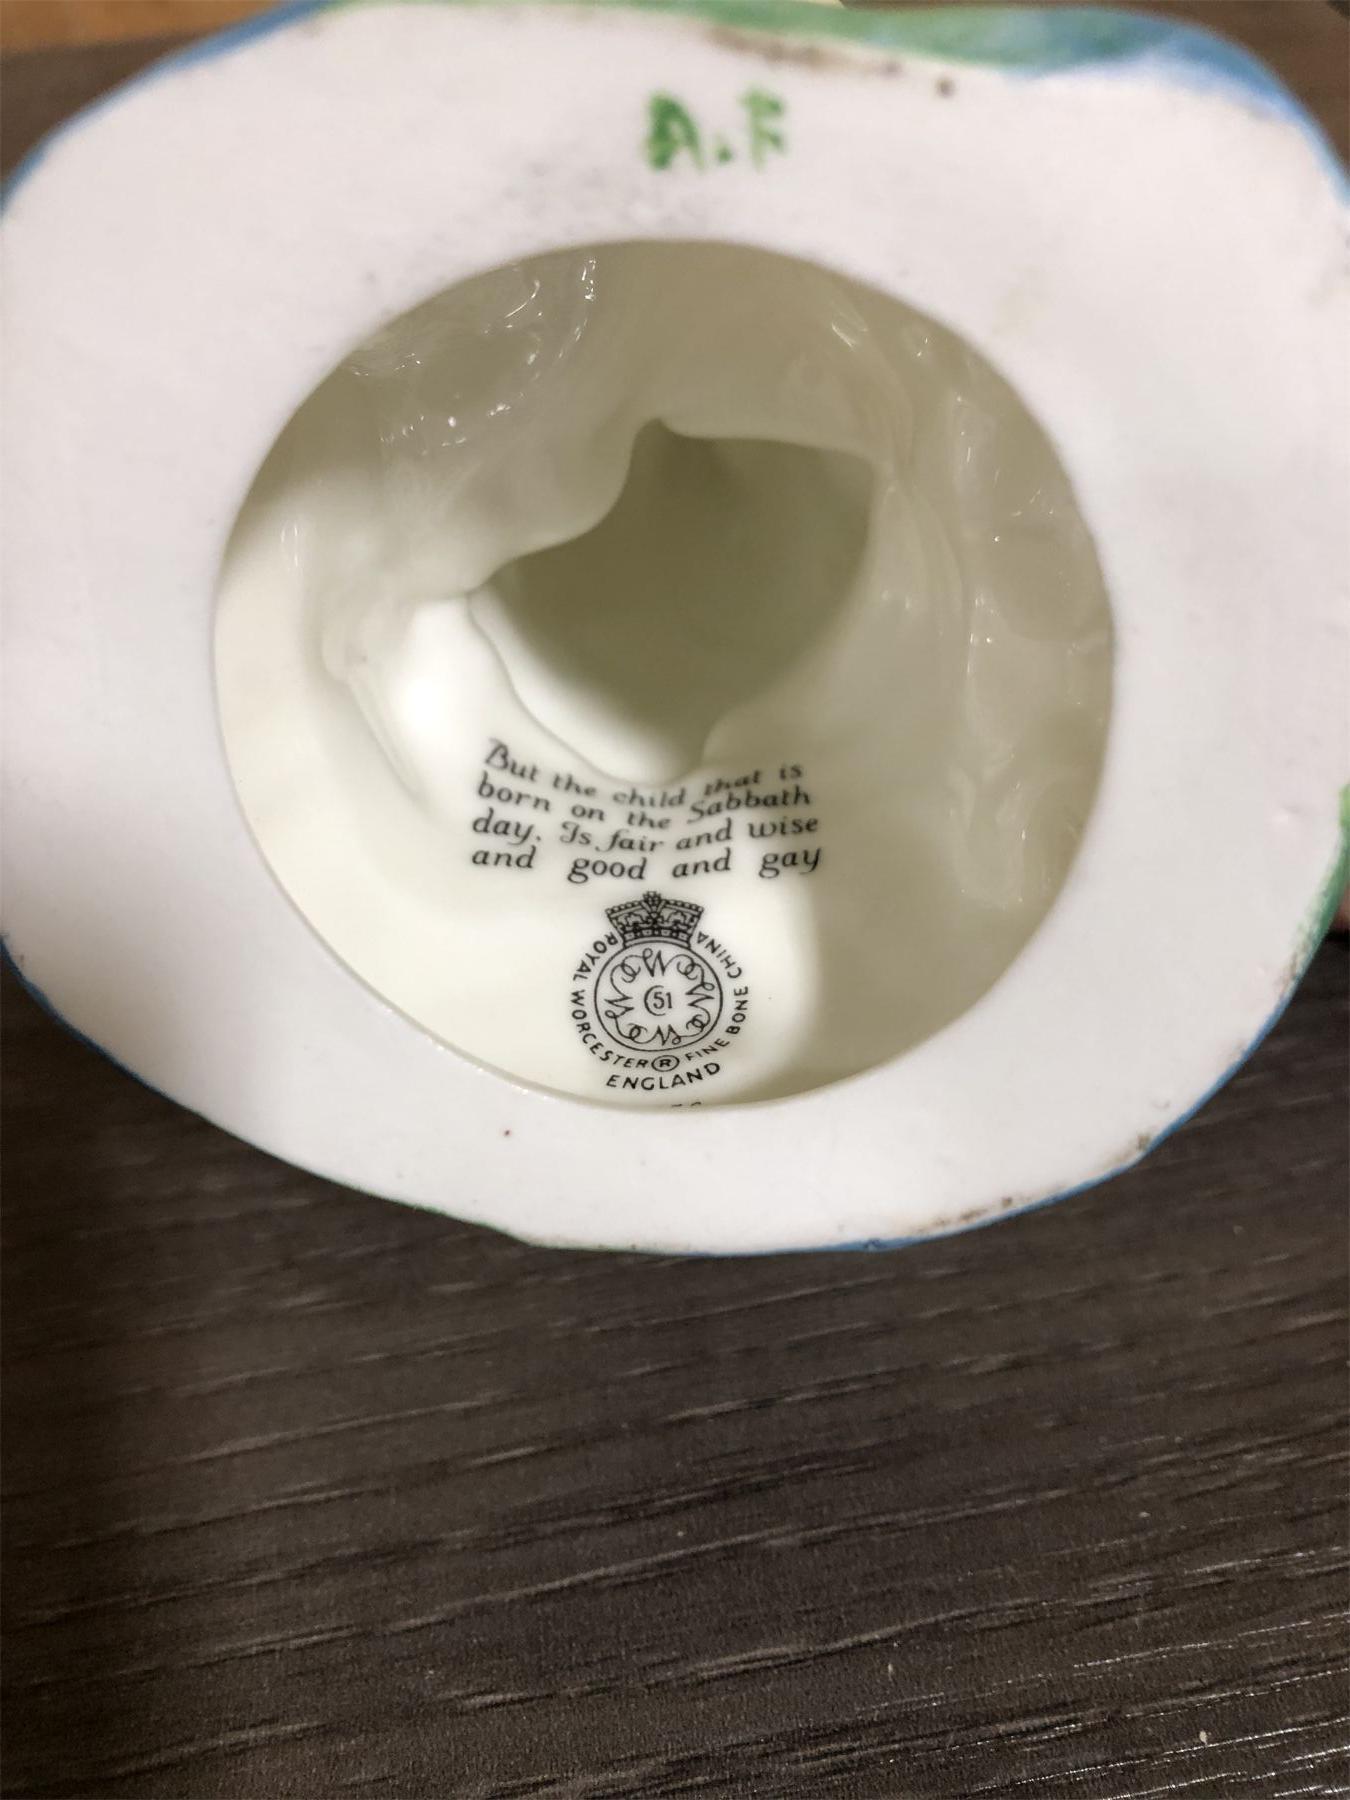 A.F
But the child that is
born on the Sabbath
day. Is fair and wise
and good and gay
ROYAL WORCESTER ® FINE BONE CHINA
W W W W
C51
ENGLAND